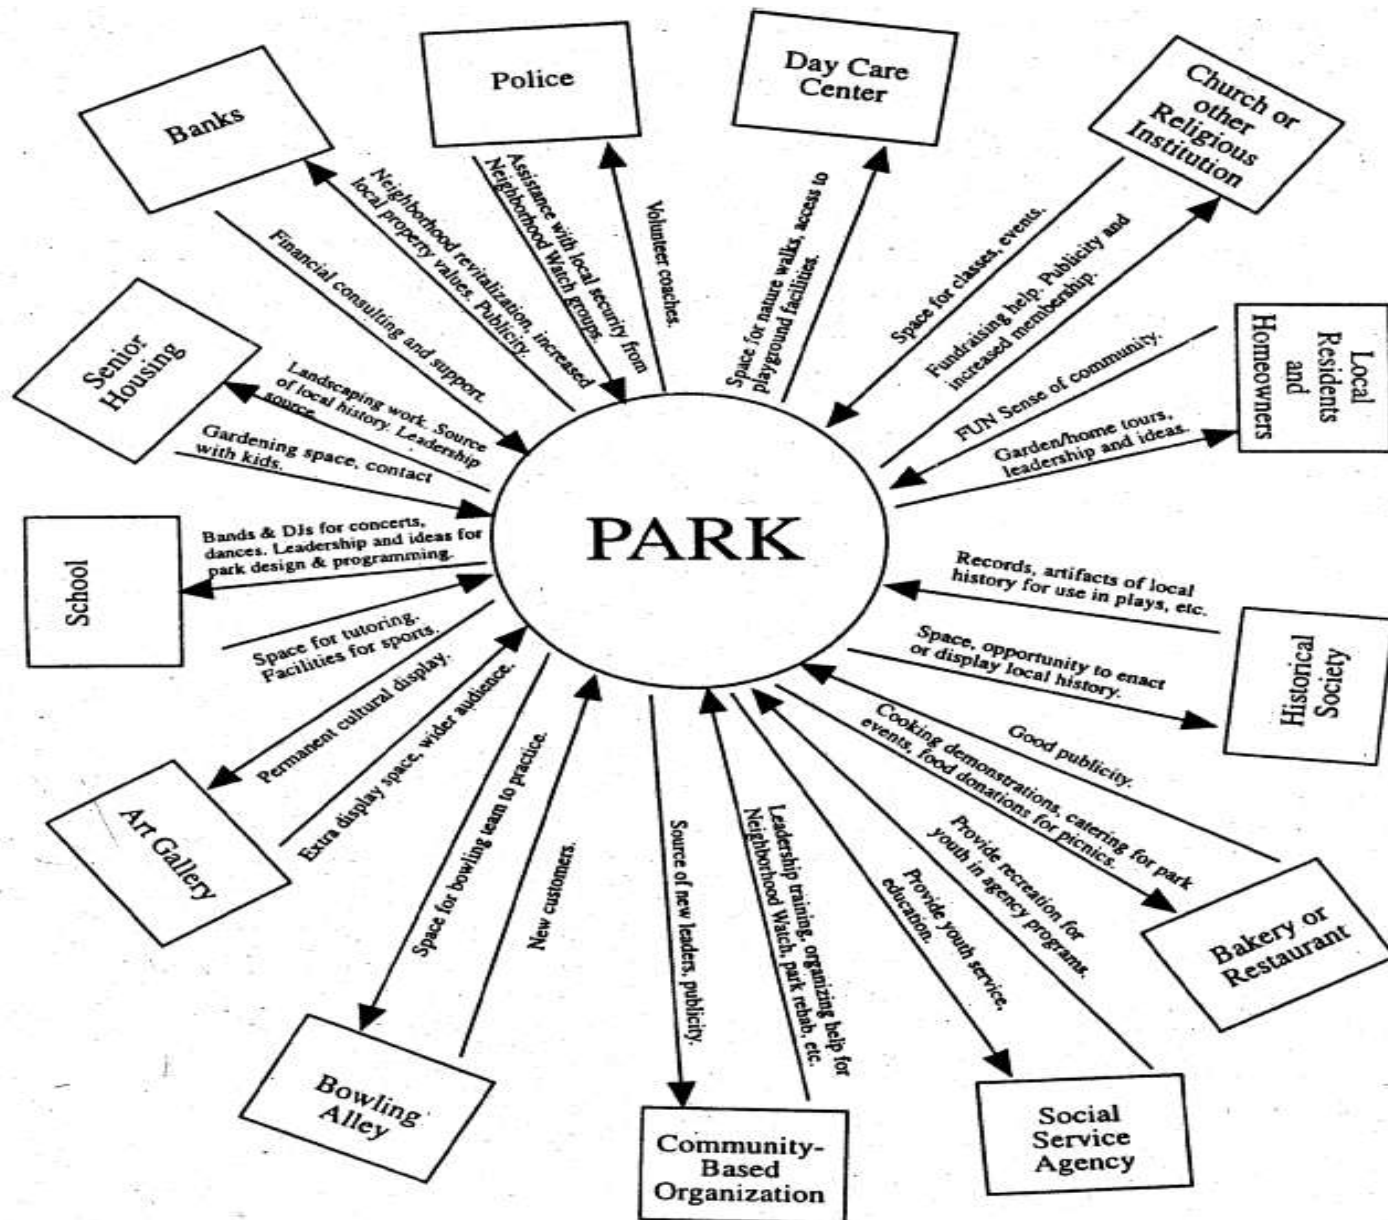 Police
Day Care
Center
Banks
Church or
other
Religious
Institution
Neighborhood revitalization, increased
local property values. Publicity.
Assistance with local security from
Neighborhood Watch groups.
Volunteer coaches.
Space for nature walks, access to
playground facilities.
Space for classes, events.
Fundraising help. Publicity and
increased membership.
Financial consulting and support.
Senior
Housing
Landscaping work. Source
of local history. Leadership
source.
Gardening space, contact
with kids.
FUN Sense of community.
Garden/home tours,
leadership and ideas.
Local
Residents
and
Homeowners
PARK
School
Bands & DJs for concerts,
dances. Leadership and ideas for
park design & programming.
Space for tutoring.
Facilities for sports.
Records, artifacts of local
history for use in plays, etc.
Space, opportunity to enact
or display local history.
Historical
Society
Permanent cultural display.
Extra display space, wider audience.
Art Gallery
Space for bowling team to practice.
New customers.
Bowling
Alley
Source of new leaders, publicity.
Leadership training, organizing help for
Neighborhood Watch, park rehab, etc.
Community-
Based
Organization
Provide youth service,
education.
Provide recreation for
youth in agency programs.
Social
Service
Agency
Good publicity.
Cooking demonstrations, catering for park
events, food donations for picnics.
Bakery or
Restaurant